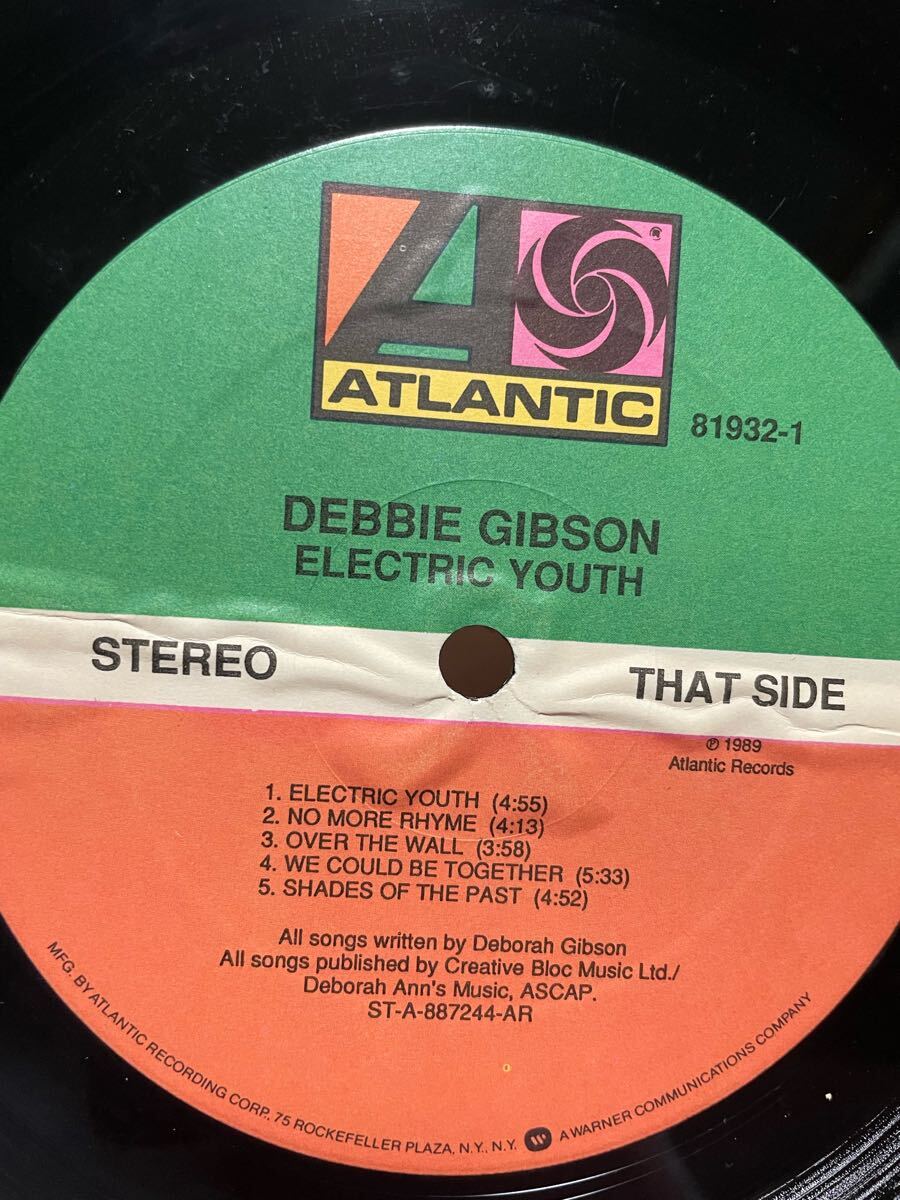 A
®
ATLANTIC
81932-1
DEBBIE GIBSON
ELECTRIC YOUTH
STEREO
THAT SIDE
℗ 1989
Atlantic Records
1. ELECTRIC YOUTH (4:55)
2. NO MORE RHYME (4:13)
3. OVER THE WALL (3:58)
4. WE COULD BE TOGETHER (5:33)
5. SHADES OF THE PAST (4:52)
All songs written by Deborah Gibson
All songs published by Creative Bloc Music Ltd./
Deborah Ann's Music, ASCAP.
ST-A-887244-AR
MFG. BY ATLANTIC RECORDING CORP., 75 ROCKEFELLER PLAZA, N.Y., N.Y. W A WARNER COMMUNICATIONS COMPANY